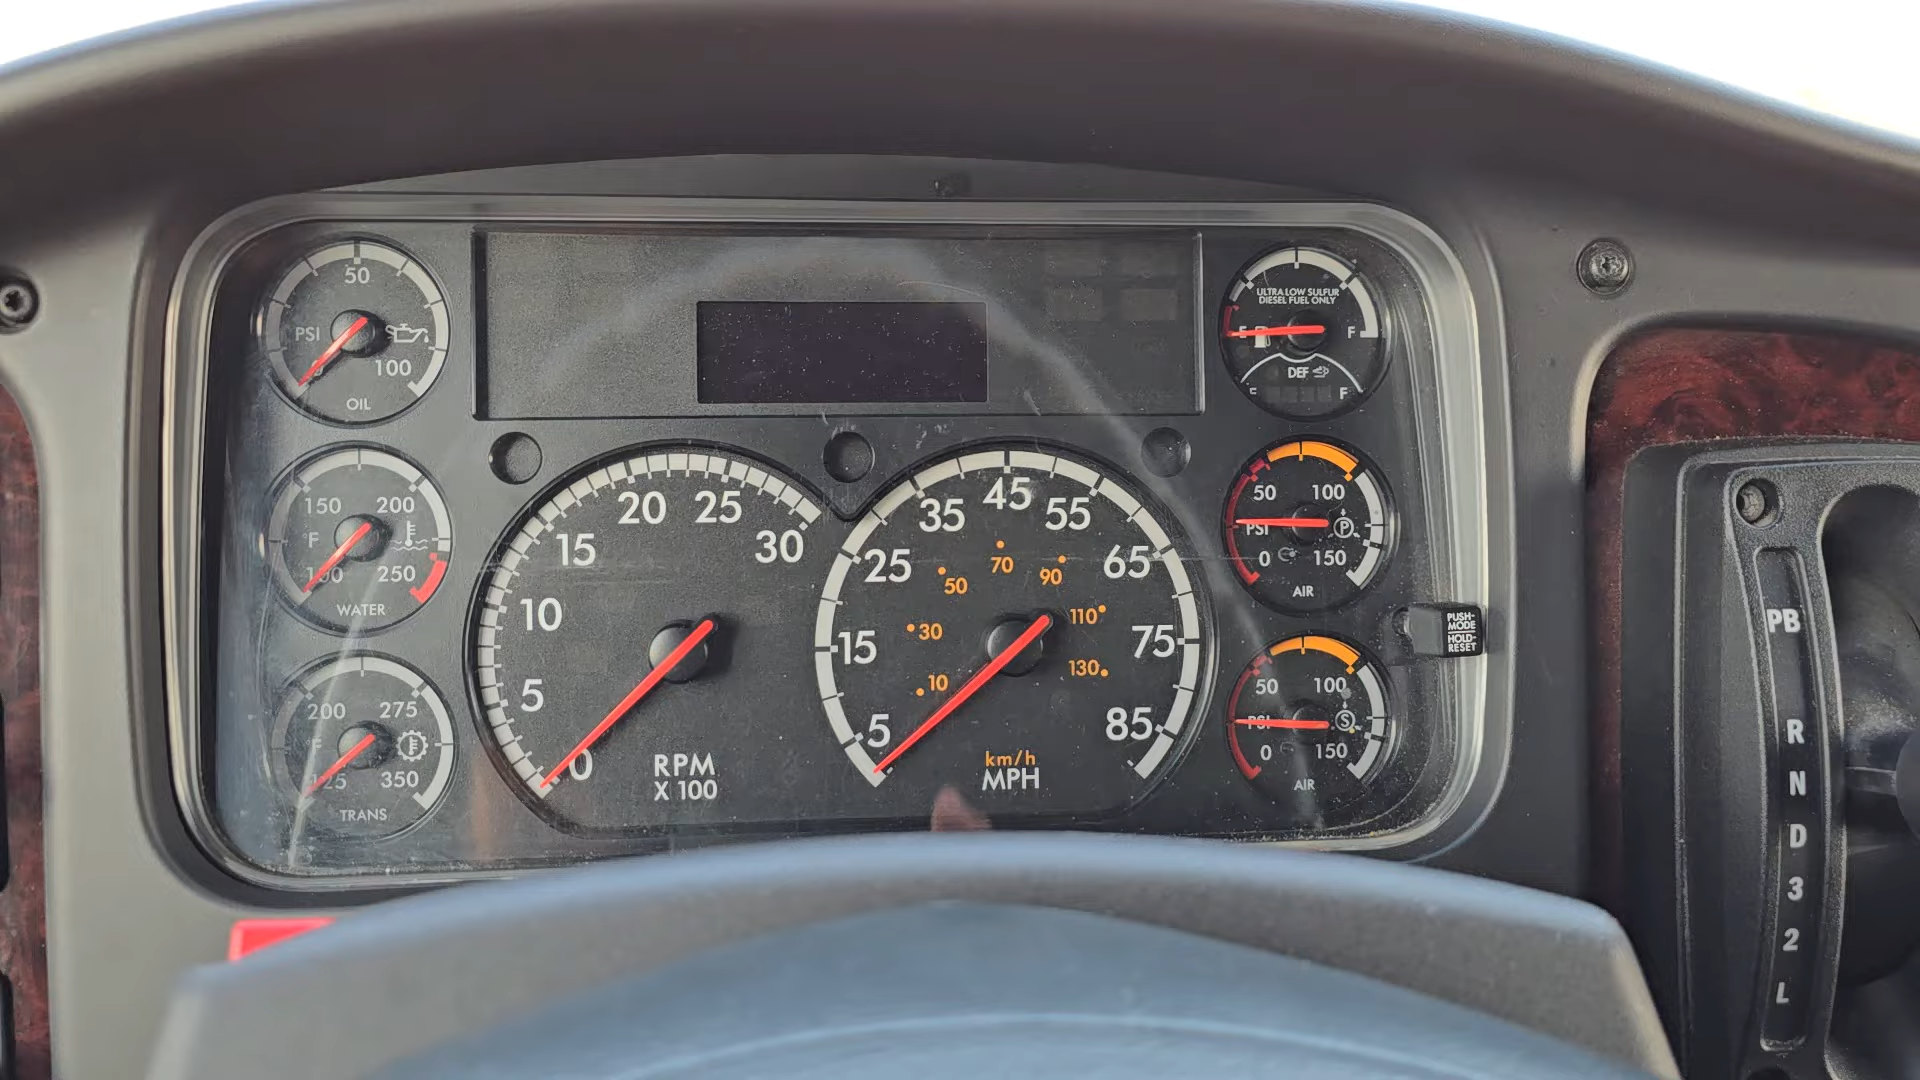 50
PSI
0
100
OIL
150
200
°F
100
250
WATER
200
275
°F
125
350
TRANS
0
5
10
15
20
25
30
RPM
X 100
5
15
25
35
45
55
65
75
85
10
30
50
70
90
110
130
km/h
MPH
ULTRA LOW SULFUR
DIESEL FUEL ONLY
E
F
DEF
E
F
50
100
PSI
P
0
150
AIR
50
100
PSI
S
0
150
AIR
PUSH-
MODE
HOLD-
RESET
PB
R
N
D
3
2
L